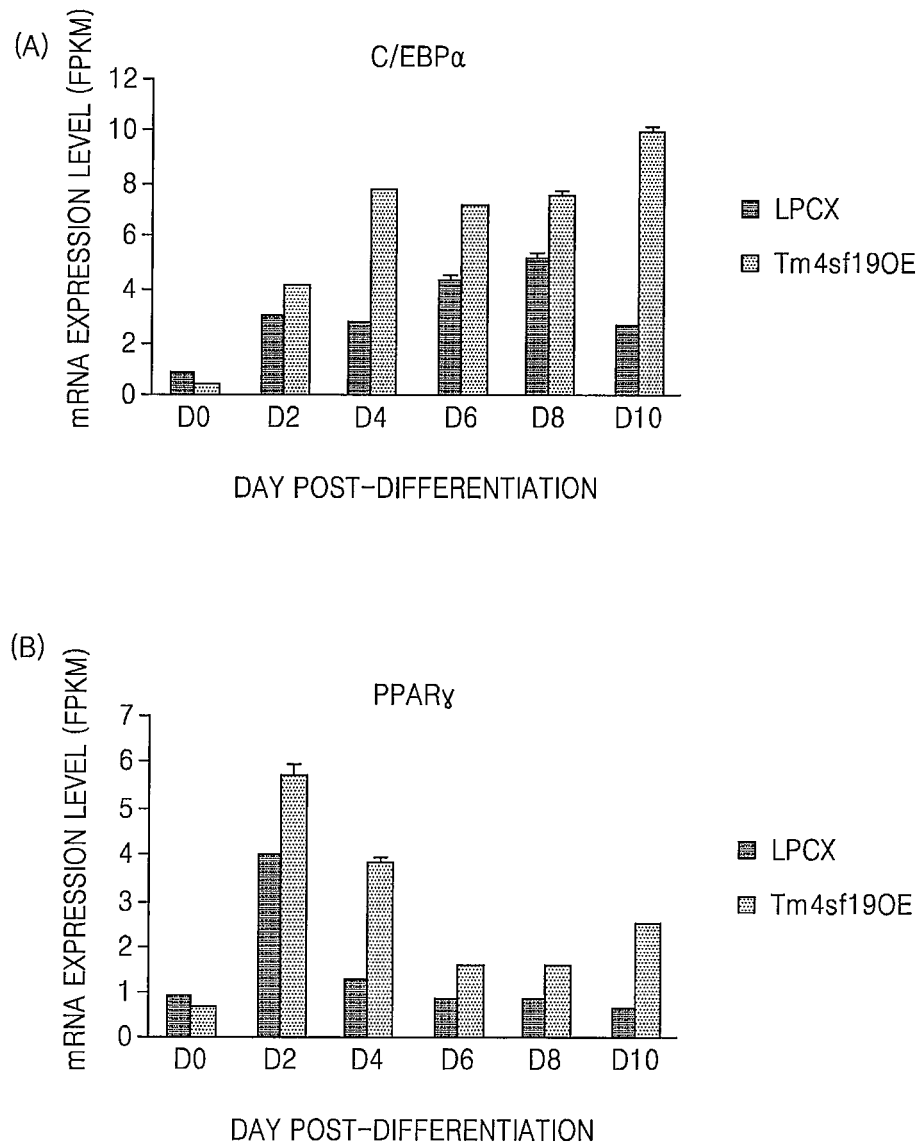 (A)
C/EBPα
mRNA EXPRESSION LEVEL (FPKM)
12
10
8
6
4
2
0
D0 D2 D4 D6 D8 D10
DAY POST-DIFFERENTIATION
LPCX
Tm4sf19OE
(B)
PPARɣ
mRNA EXPRESSION LEVEL (FPKM)
7
6
5
4
3
2
1
0
D0 D2 D4 D6 D8 D10
DAY POST-DIFFERENTIATION
LPCX
Tm4sf19OE